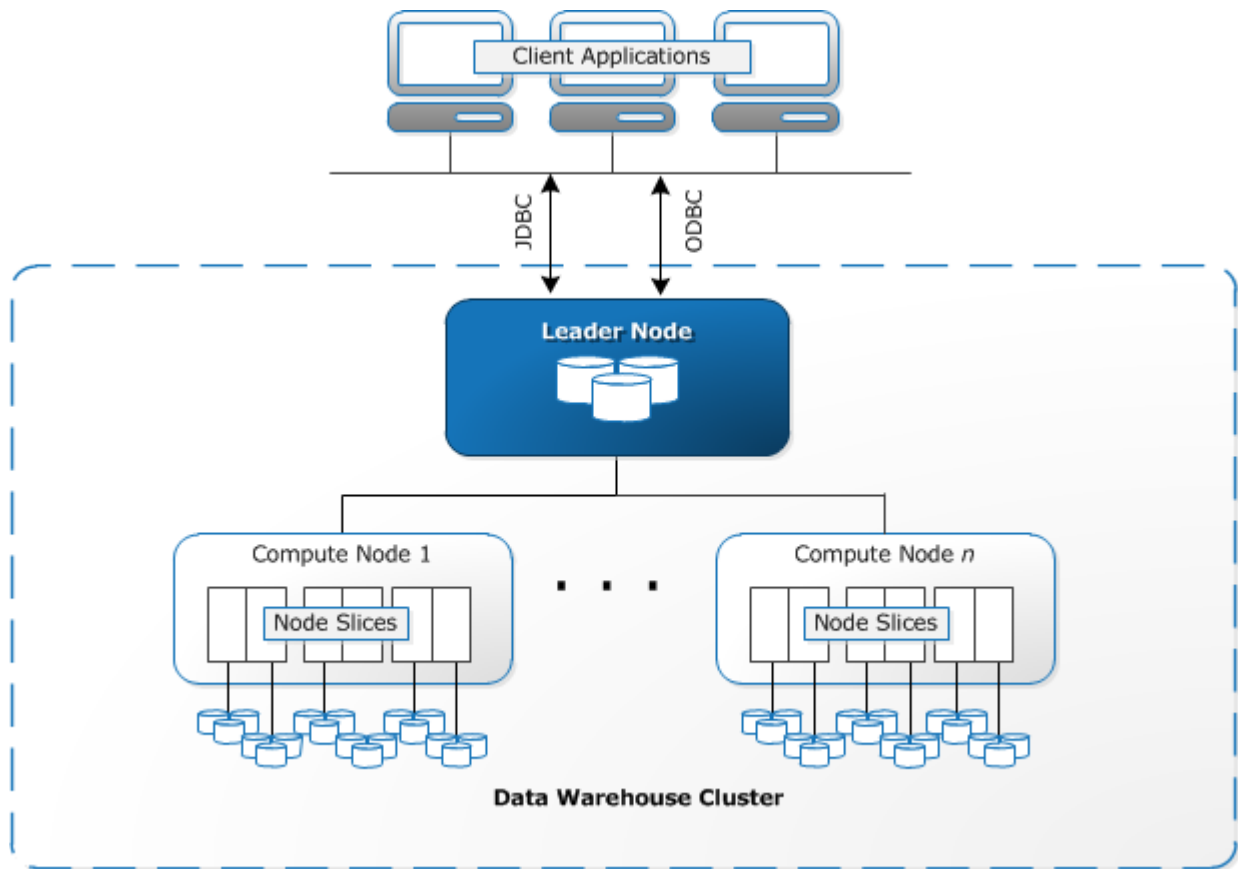 Client Applications
JDBC
ODBC
Leader Node
Compute Node 1
Compute Node n
. . .
Node Slices
Node Slices
Data Warehouse Cluster